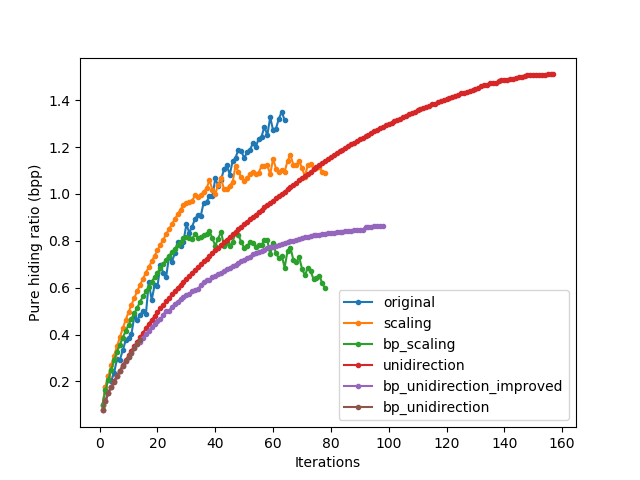 1.4
1.2
1.0
0.8
0.6
0.4
0.2
Pure hiding ratio (bpp)
original
scaling
bp_scaling
unidirection
bp_unidirection_improved
bp_unidirection
0 20 40 60 80 100 120 140 160
Iterations